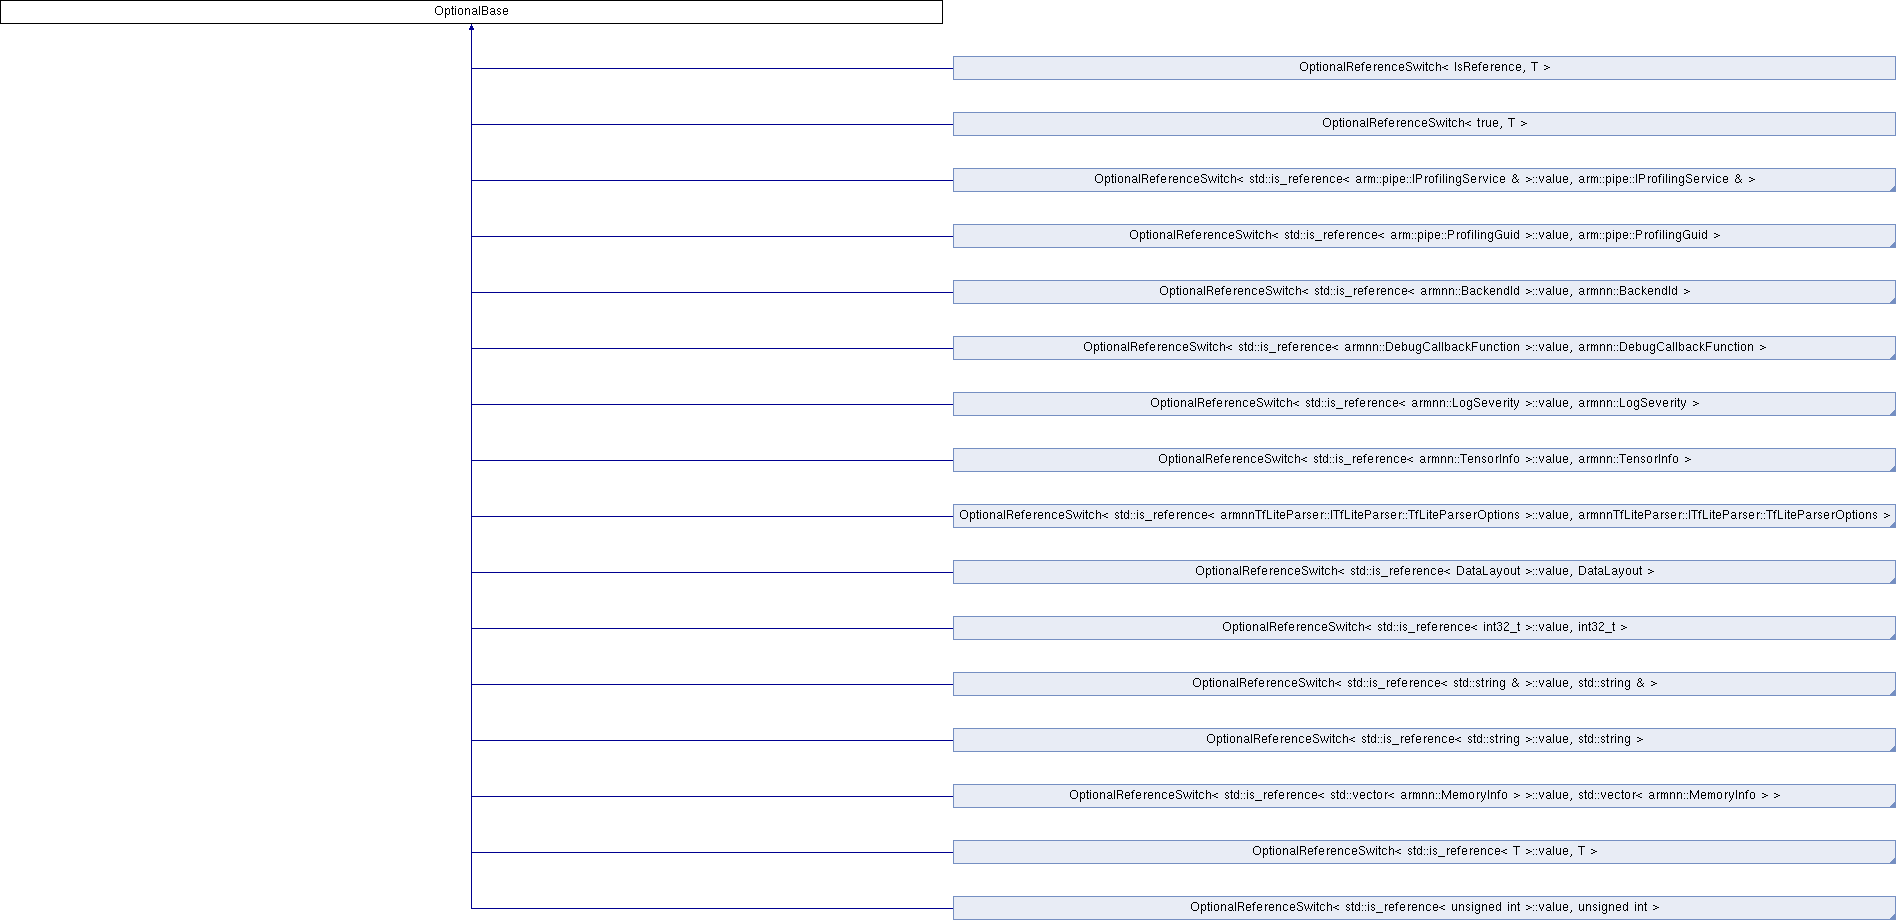 OptionalBase
OptionalReferenceSwitch< IsReference, T >
OptionalReferenceSwitch< true, T >
OptionalReferenceSwitch< std::is_reference< arm::pipe::IProfilingService & >::value, arm::pipe::IProfilingService & >
OptionalReferenceSwitch< std::is_reference< arm::pipe::ProfilingGuid >::value, arm::pipe::ProfilingGuid >
OptionalReferenceSwitch< std::is_reference< armnn::BackendId >::value, armnn::BackendId >
OptionalReferenceSwitch< std::is_reference< armnn::DebugCallbackFunction >::value, armnn::DebugCallbackFunction >
OptionalReferenceSwitch< std::is_reference< armnn::LogSeverity >::value, armnn::LogSeverity >
OptionalReferenceSwitch< std::is_reference< armnn::TensorInfo >::value, armnn::TensorInfo >
OptionalReferenceSwitch< std::is_reference< armnnTfLiteParser::ITfLiteParser::TfLiteParserOptions >::value, armnnTfLiteParser::ITfLiteParser::TfLiteParserOptions >
OptionalReferenceSwitch< std::is_reference< DataLayout >::value, DataLayout >
OptionalReferenceSwitch< std::is_reference< int32_t >::value, int32_t >
OptionalReferenceSwitch< std::is_reference< std::string & >::value, std::string & >
OptionalReferenceSwitch< std::is_reference< std::string >::value, std::string >
OptionalReferenceSwitch< std::is_reference< std::vector< armnn::MemoryInfo > >::value, std::vector< armnn::MemoryInfo > >
OptionalReferenceSwitch< std::is_reference< T >::value, T >
OptionalReferenceSwitch< std::is_reference< unsigned int >::value, unsigned int >